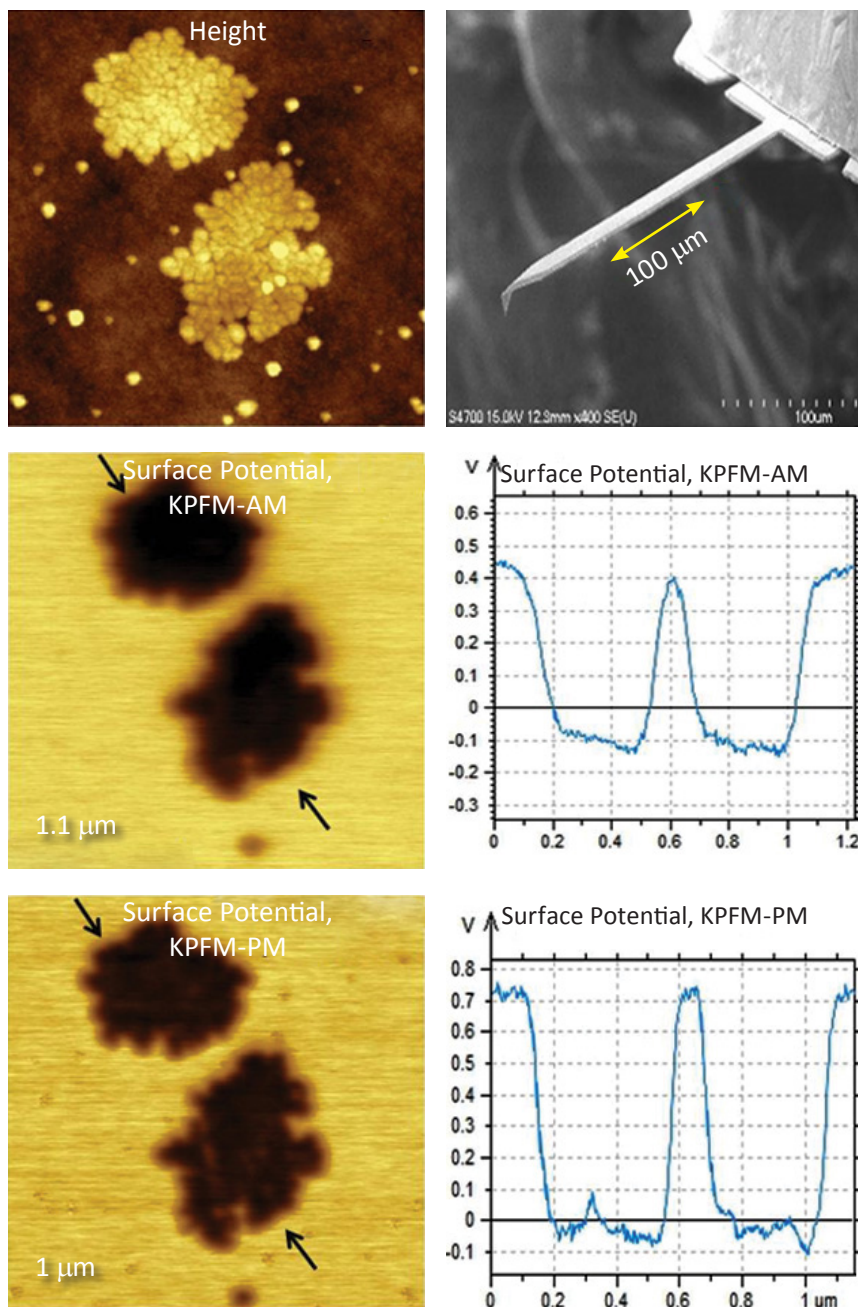 Height
100 µm
S4700 15.0kV 12.3mm x400 SE(U)
100um
Surface Potential,
KPFM-AM
1.1 µm
V
Surface Potential, KPFM-AM
0.6
0.5
0.4
0.3
0.2
0.1
0
-0.1
-0.2
-0.3
0 0.2 0.4 0.6 0.8 1 1.2
Surface Potential,
KPFM-PM
1 µm
V
Surface Potential, KPFM-PM
0.8
0.7
0.6
0.5
0.4
0.3
0.2
0.1
0
-0.1
0 0.2 0.4 0.6 0.8 1 um